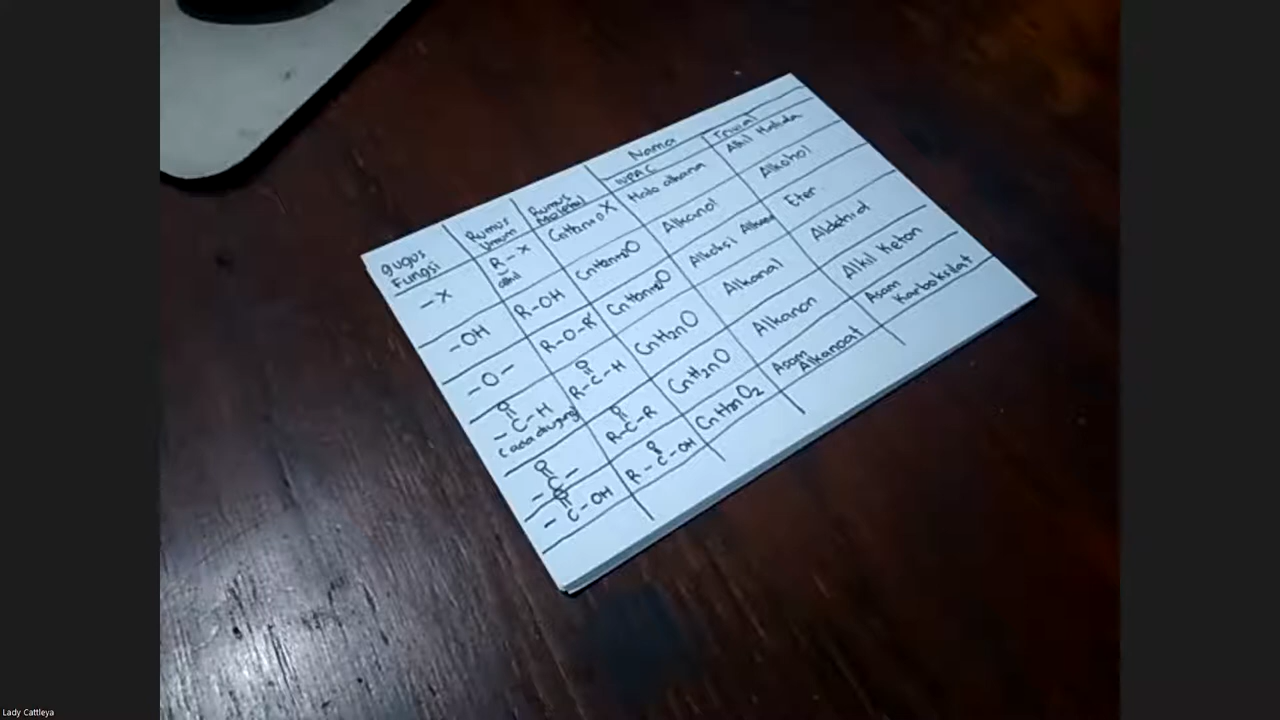 gugus Fungsi | Rumus Umum | Rumus Molekul | Nama
IUPAC | Trivial
-X | R-X alkil | CnH2n+1X | Halo alkana | Alkil Halida
-OH | R-OH | CnH2n+2O | Alkanol | Alkohol
-O- | R-O-R' | CnH2n+2O | Alkoksi Alkana | Eter
O
-C-H | R-C-H | CnH2nO | Alkanal | Aldehid
O
-C- | R-C-R | CnH2nO | Alkanon | Alkil Keton
O
-C-OH | R-C-OH | CnH2nO2 | Asam Alkanoat | Asam Karboksilat
Lady Cattleya